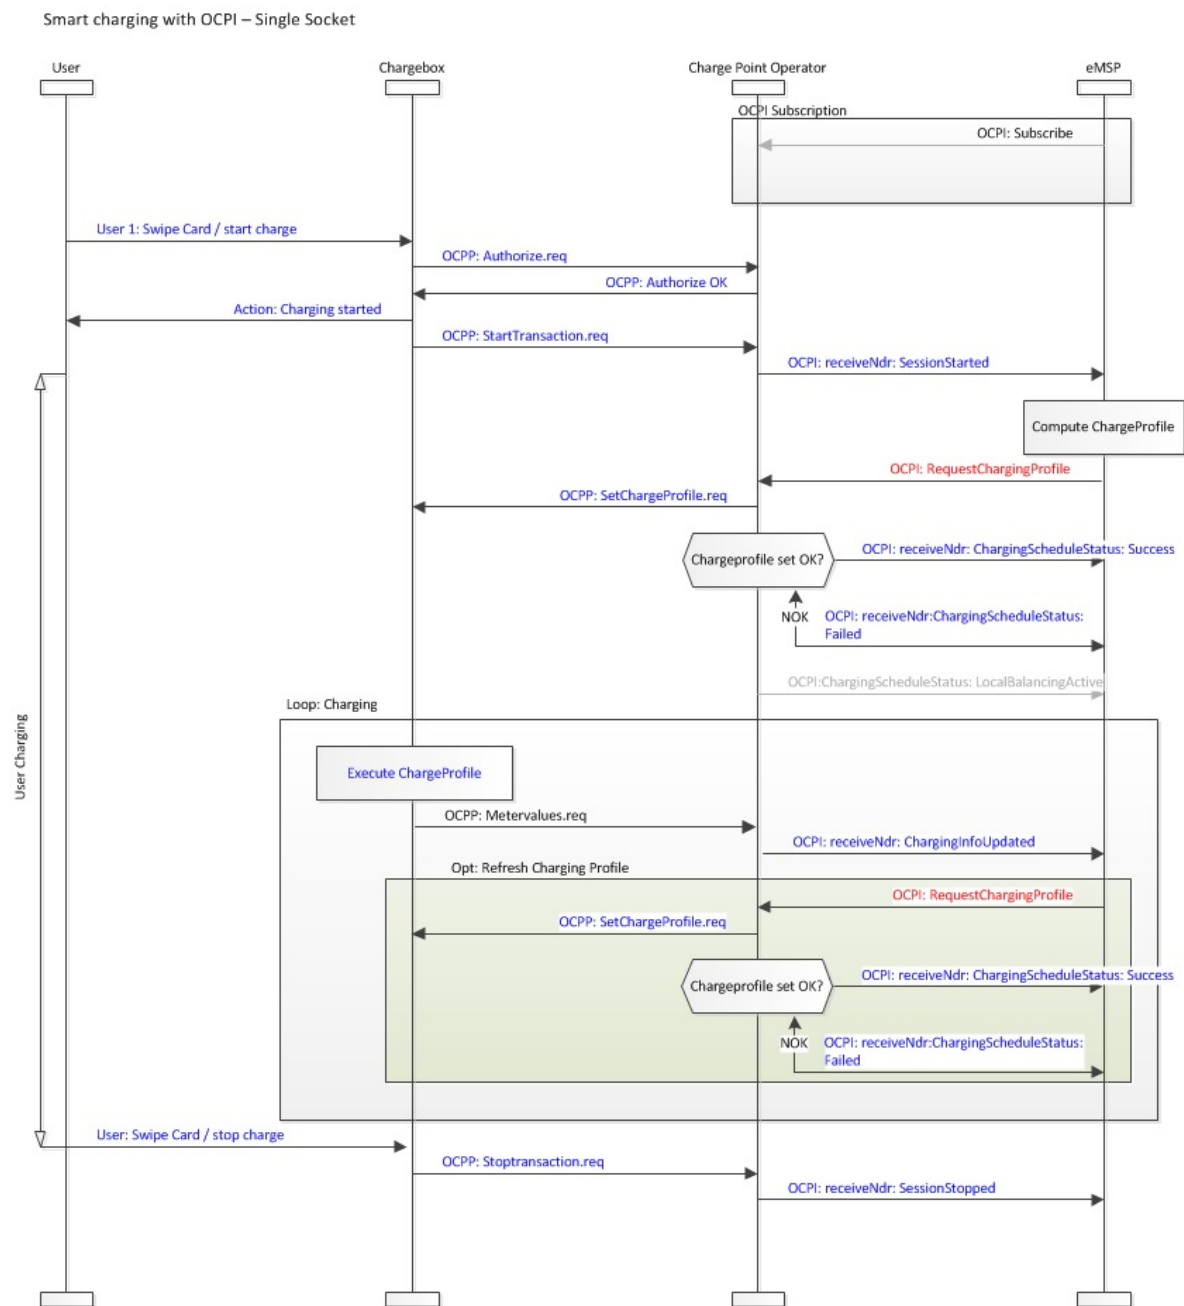 Smart charging with OCPI – Single Socket
User
Chargebox
Charge Point Operator
eMSP
OCPI Subscription
OCPI: Subscribe
User 1: Swipe Card / start charge
OCPP: Authorize.req
OCPP: Authorize OK
Action: Charging started
OCPP: StartTransaction.req
OCPI: receiveNdr: SessionStarted
Compute ChargeProfile
OCPI: RequestChargingProfile
OCPP: SetChargeProfile.req
Chargeprofile set OK?
OCPI: receiveNdr: ChargingScheduleStatus: Success
NOK
OCPI: receiveNdr:ChargingScheduleStatus:
Failed
OCPI:ChargingScheduleStatus: LocalBalancingActive
Loop: Charging
User Charging
Execute ChargeProfile
OCPP: Metervalues.req
OCPI: receiveNdr: ChargingInfoUpdated
Opt: Refresh Charging Profile
OCPI: RequestChargingProfile
OCPP: SetChargeProfile.req
Chargeprofile set OK?
OCPI: receiveNdr: ChargingScheduleStatus: Success
NOK
OCPI: receiveNdr:ChargingScheduleStatus:
Failed
User: Swipe Card / stop charge
OCPP: Stoptransaction.req
OCPI: receiveNdr: SessionStopped